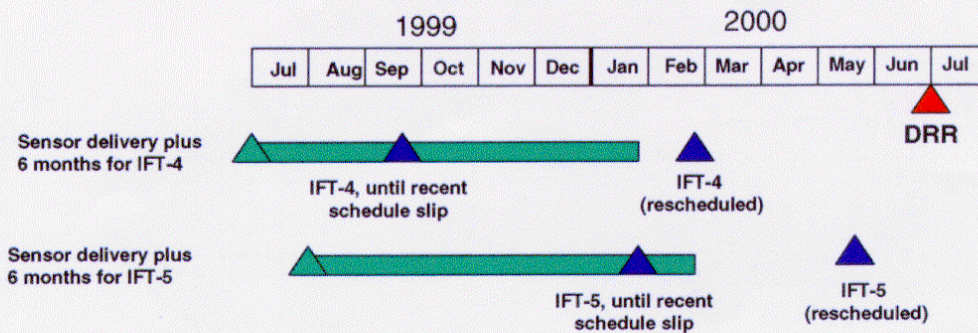 1999 2000
Jul Aug Sep Oct Nov Dec Jan Feb Mar Apr May Jun Jul
DRR
Sensor delivery plus
6 months for IFT-4
IFT-4, until recent
schedule slip
IFT-4
(rescheduled)
Sensor delivery plus
6 months for IFT-5
IFT-5, until recent
schedule slip
IFT-5
(rescheduled)